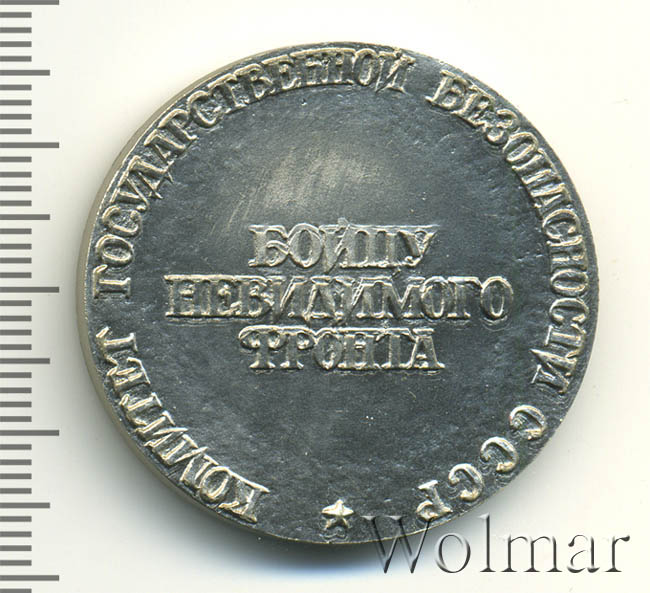 КОМИТЕТ ГОСУДАРСТВЕННОЙ БЕЗОПАСНОСТИ СССР
БОЙЦУ
НЕВИДИМОГО
ФРОНТА
Wolmar